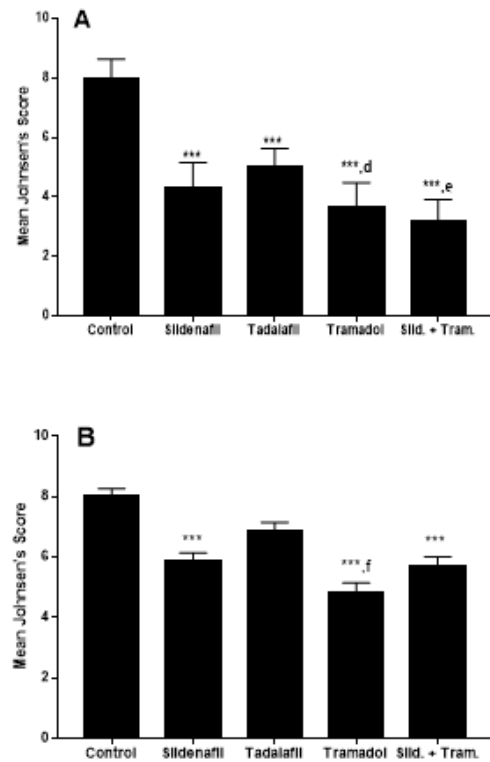 A
Mean Johnsen's Score
10
8
6
4
2
0
***
***
***,d
***,e
Control Sildenafil Tadalafil Tramadol Sild. + Tram.
B
Mean Johnsen's Score
10
8
6
4
2
0
***
***,f
***
Control Sildenafil Tadalafil Tramadol Sild. + Tram.